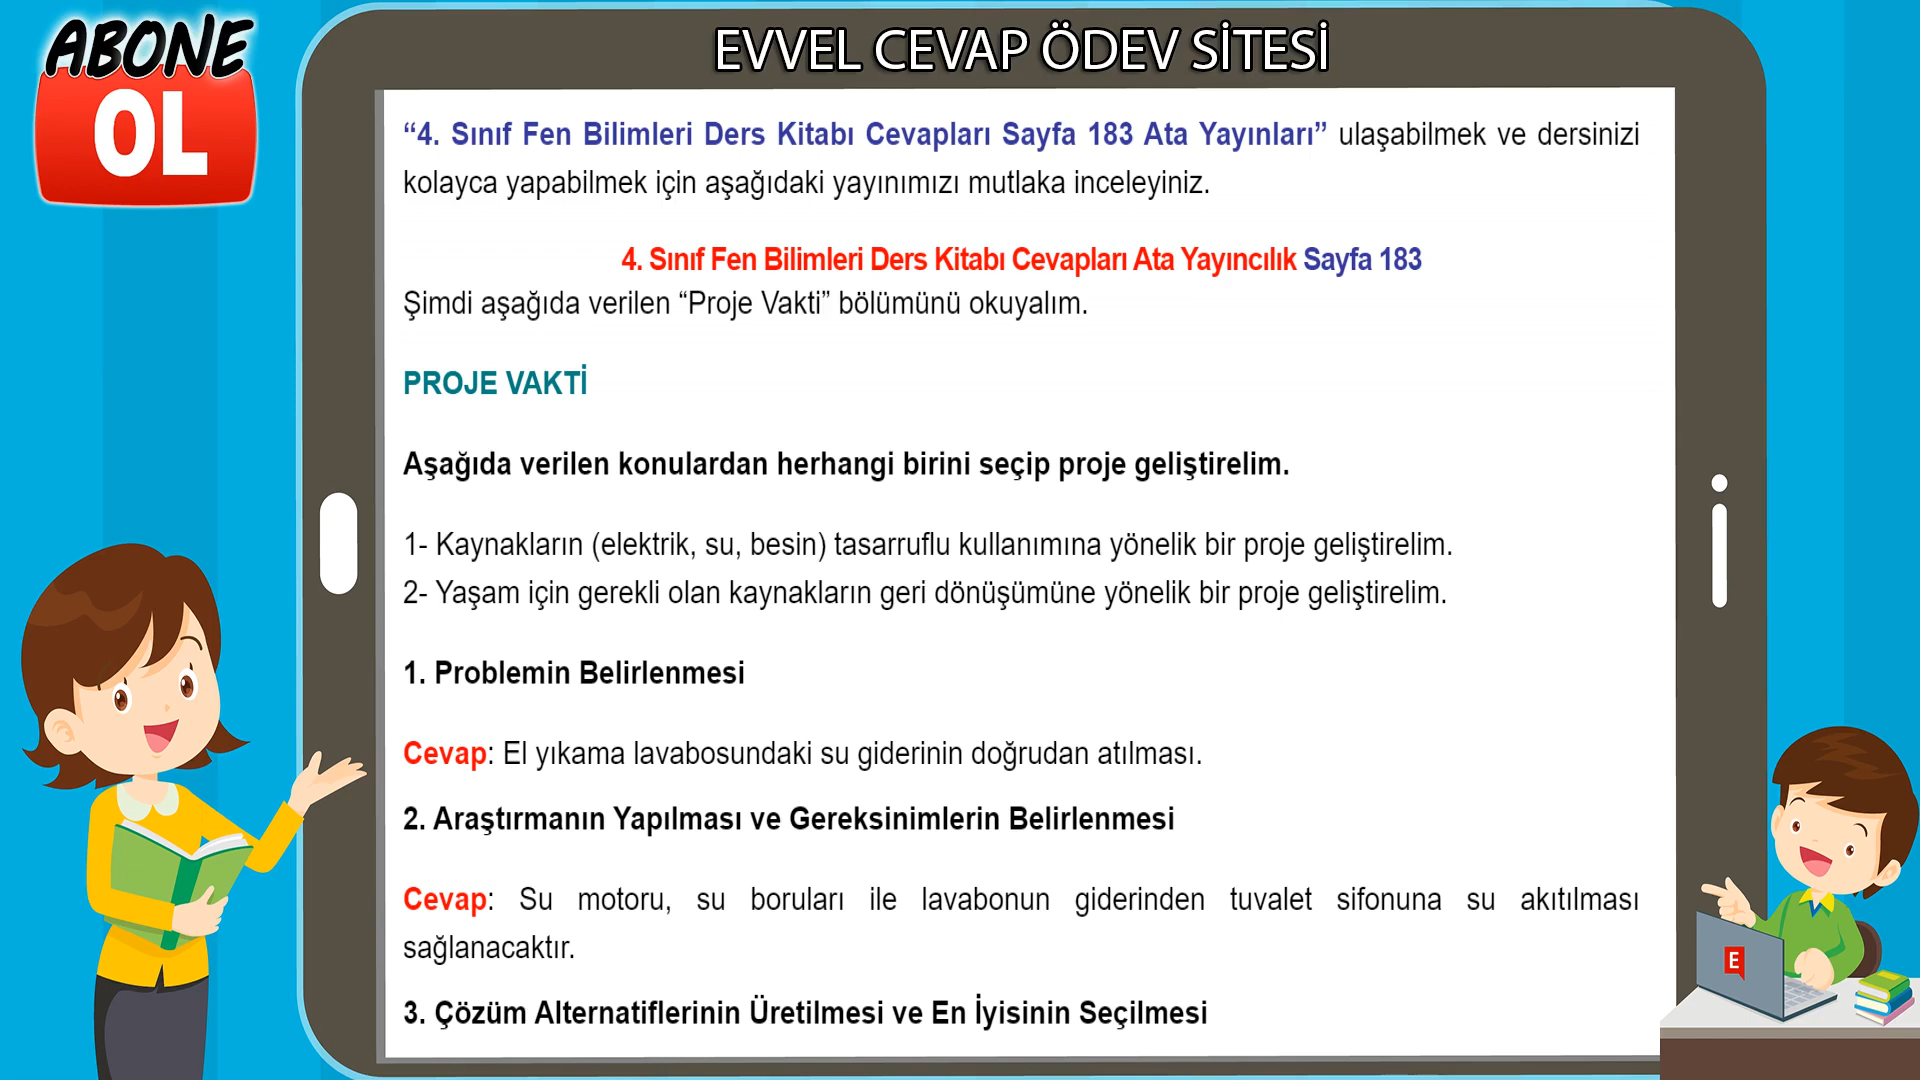 ABONE
OL
EVVEL CEVAP ÖDEV SİTESİ
“4. Sınıf Fen Bilimleri Ders Kitabı Cevapları Sayfa 183 Ata Yayınları” ulaşabilmek ve dersinizi
kolayca yapabilmek için aşağıdaki yayınımızı mutlaka inceleyiniz.
4. Sınıf Fen Bilimleri Ders Kitabı Cevapları Ata Yayıncılık Sayfa 183
Şimdi aşağıda verilen “Proje Vakti” bölümünü okuyalım.
PROJE VAKTİ
Aşağıda verilen konulardan herhangi birini seçip proje geliştirelim.
1- Kaynakların (elektrik, su, besin) tasarruflu kullanımına yönelik bir proje geliştirelim.
2- Yaşam için gerekli olan kaynakların geri dönüşümüne yönelik bir proje geliştirelim.
1. Problemin Belirlenmesi
Cevap: El yıkama lavabosundaki su giderinin doğrudan atılması.
2. Araştırmanın Yapılması ve Gereksinimlerin Belirlenmesi
Cevap: Su motoru, su boruları ile lavabonun giderinden tuvalet sifonuna su akıtılması
sağlanacaktır.
3. Çözüm Alternatiflerinin Üretilmesi ve En İyisinin Seçilmesi
E